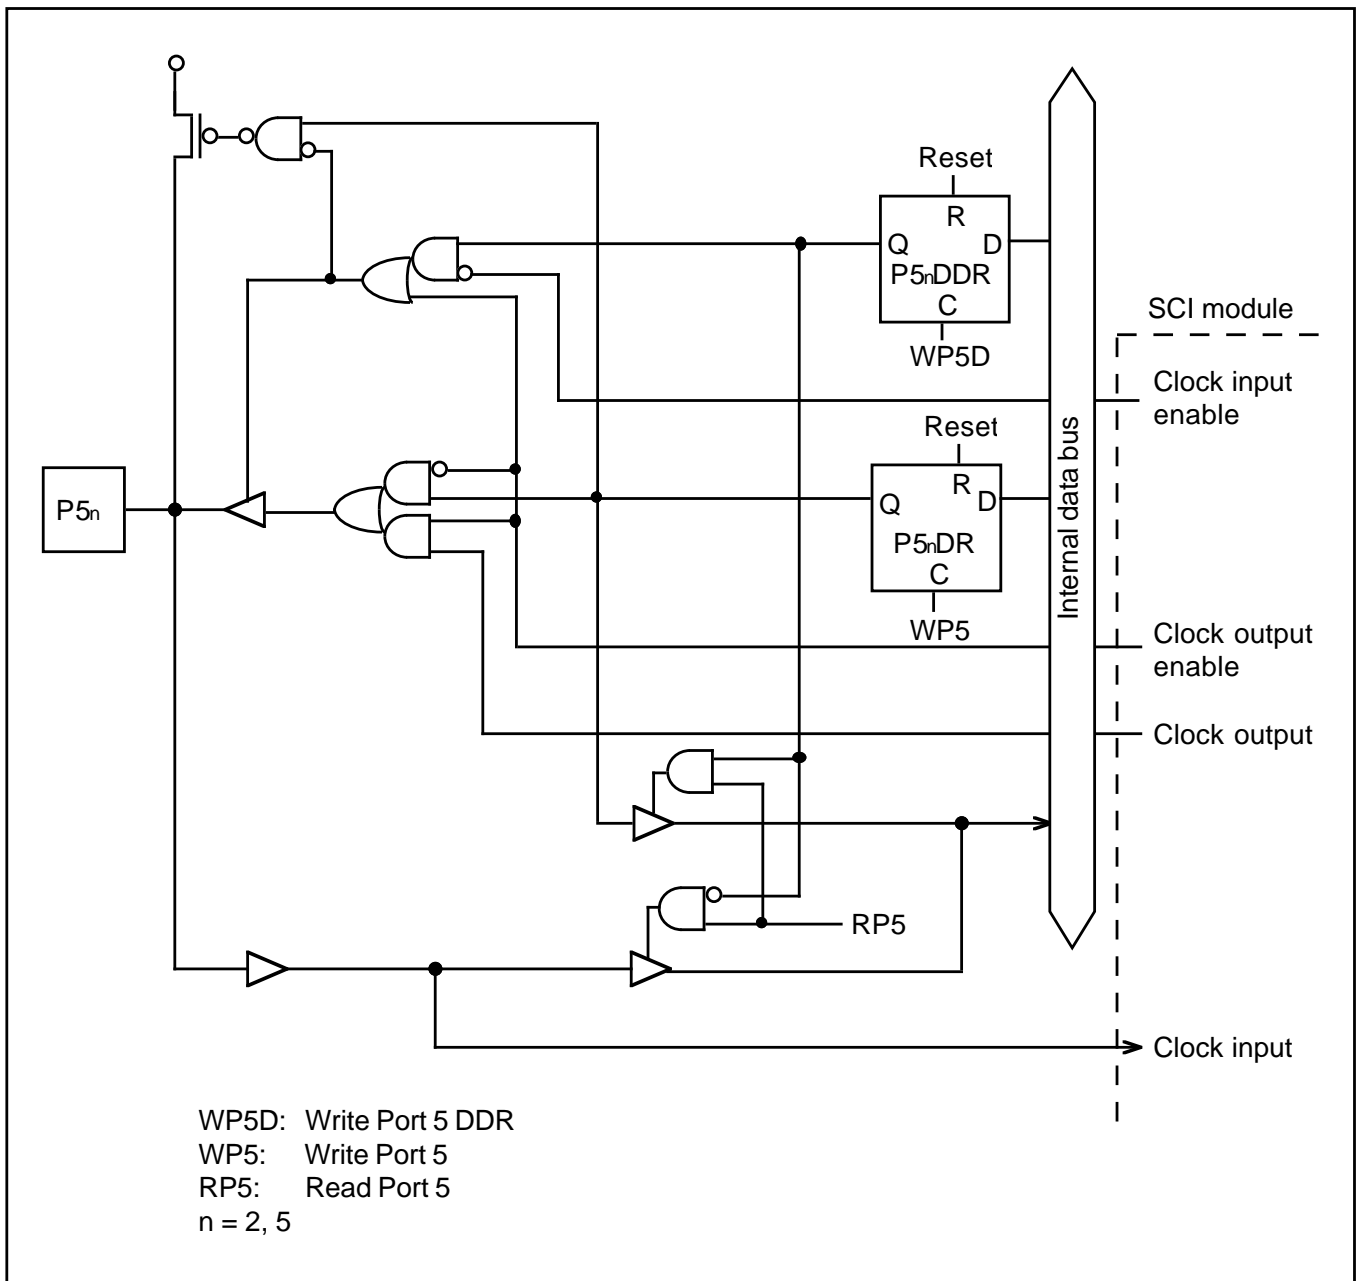 Reset
R
Q
D
P5nDDR
C
WP5D
SCI module
Clock input
enable
Reset
R
Q
D
P5nDR
C
WP5
Internal data bus
P5n
Clock output
enable
Clock output
RP5
Clock input
WP5D: Write Port 5 DDR
WP5: Write Port 5
RP5: Read Port 5
n = 2, 5